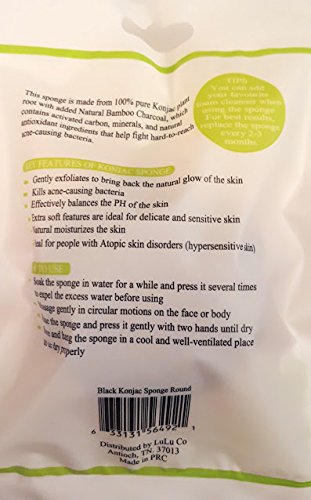 This sponge is made from 100% pure Konjac plant
root with added Natural Bamboo Charcoal, which
contains activated carbon, minerals, and natural
antioxidant ingredients that help fight hard-to-reach
acne-causing bacteria.
TIPS
You can add
your favorite
foam cleanser when
using the sponge
For best results,
replace the sponge
every 2-3
months.
KEY FEATURES OF KONJAC SPONGE
Gently exfoliates to bring back the natural glow of the skin
Kills acne-causing bacteria
Effectively balances the PH of the skin
Extra soft features are ideal for delicate and sensitive skin
Natural moisturizes the skin
Ideal for people with Atopic skin disorders (hypersensitive skin)
TO USE
Soak the sponge in water for a while and press it several times
to expel the excess water before using
Massage gently in circular motions on the face or body
the sponge and press it gently with two hands until dry
and hang the sponge in a cool and well-ventilated place
dry properly
Black Konjac Sponge Round
6 33131 56492 1
Distributed by LuLu Co
Antioch, TN. 37013
Made in PRC